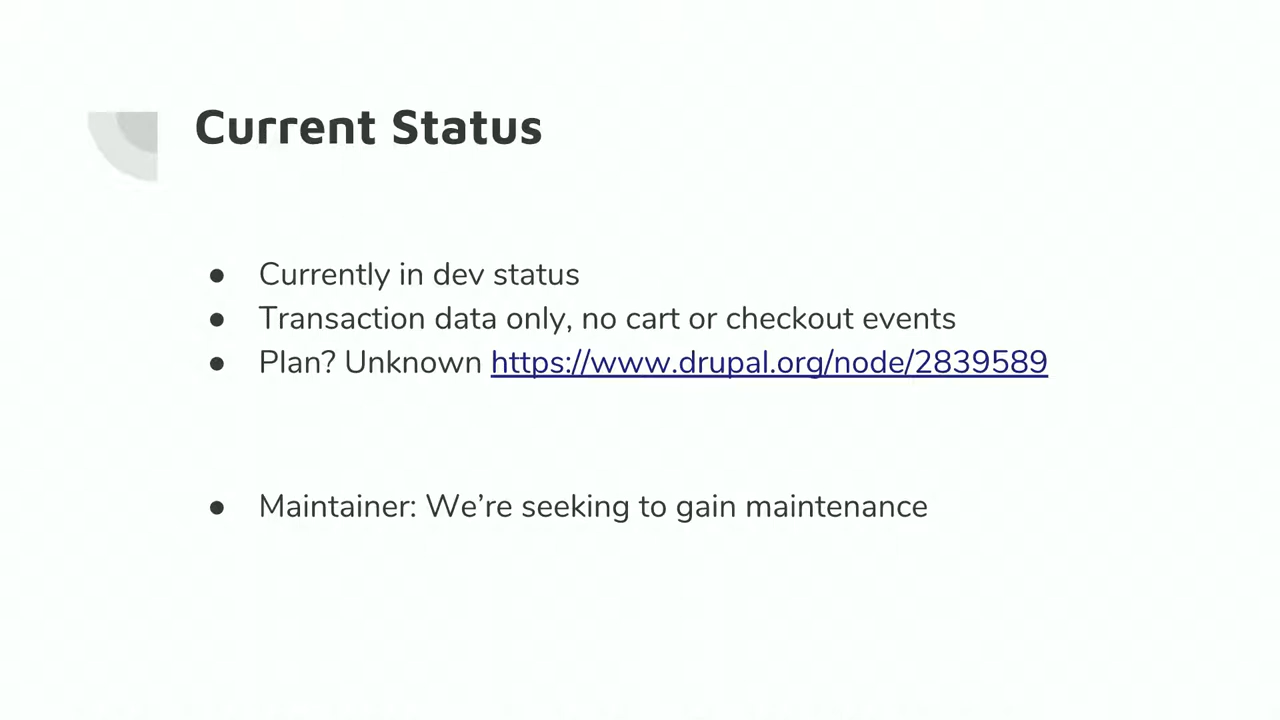 Current Status
● Currently in dev status
● Transaction data only, no cart or checkout events
● Plan? Unknown https://www.drupal.org/node/2839589
● Maintainer: We’re seeking to gain maintenance